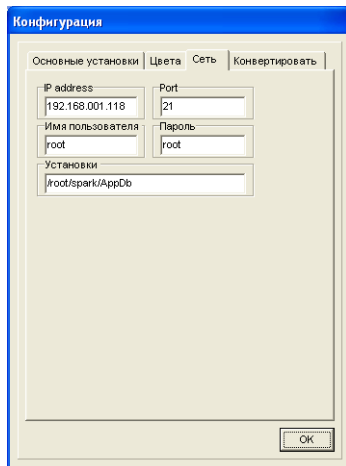 Конфигурация
Основные установки Цвета Сеть Конвертировать
IP address Port
192.168.001.118 21
Имя пользователя Пароль
root root
Установки
/root/spark/AppDb
OK